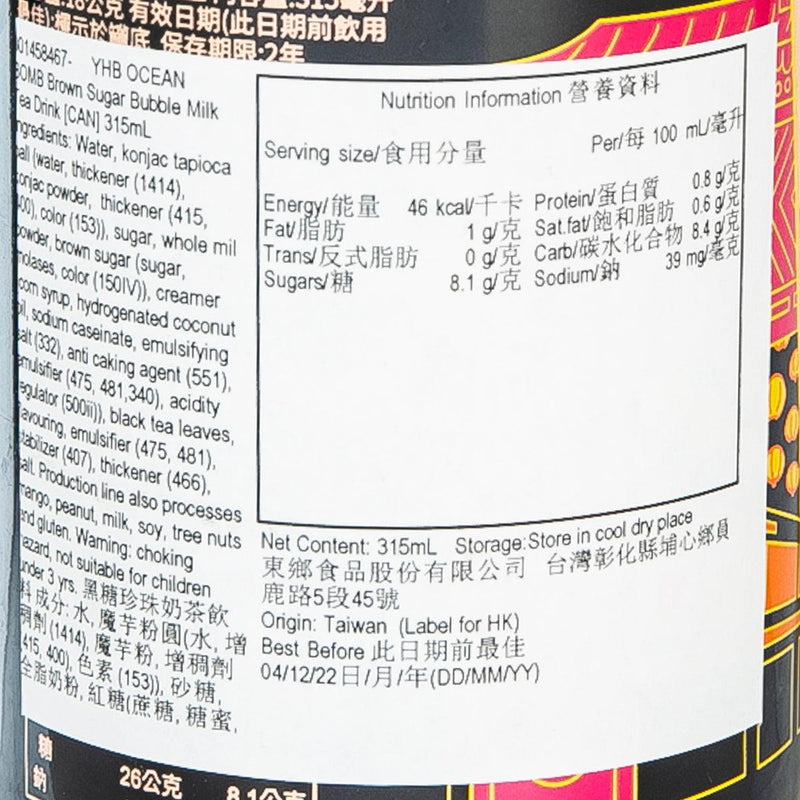 量:18公克
有效日期(此日期前飲用
最佳):標示於罐底 保存期限:2年
01458467- YHB OCEAN
BOMB Brown Sugar Bubble Milk
Tea Drink [CAN] 315mL
Ingredients: Water, konjac tapioca
ball (water, thickener (1414),
konjac powder, thickener (415,
400), color (153)), sugar, whole mil
powder, brown sugar (sugar,
molases, color (150IV)), creamer
corn syrup, hydrogenated coconut
oil, sodium caseinate, emulsifying
salt (332), anti caking agent (551),
emulsifier (475, 481,340), acidity
regulator (500ii)), black tea leaves,
flavouring, emulsifier (475, 481),
stabilizer (407), thickener (466),
salt. Production line also processes
mango, peanut, milk, soy, tree nuts
and gluten. Warning: choking
hazard, not suitable for children
under 3 yrs. 黑糖珍珠奶茶飲
料 成分: 水, 魔芋粉圓(水, 增
稠劑 (1414), 魔芋粉, 增稠劑
(415, 400), 色素 (153)), 砂糖,
全脂奶粉, 紅糖(蔗糖, 糖蜜,
Nutrition Information 營養資料
Serving size/食用分量 Per/每 100 mL/毫升
Energy/能量 46 kcal/千卡 Protein/蛋白質 0.8 g/克
Fat/脂肪 1 g/克 Sat.fat/飽和脂肪 0.6 g/克
Trans/反式脂肪 0 g/克 Carb/碳水化合物 8.4 g/克
Sugars/糖 8.1 g/克 Sodium/鈉 39 mg/毫克
Net Content: 315mL Storage:Store in cool dry place
東鄉食品股份有限公司 台灣彰化縣埔心鄉員
鹿路5段45號
Origin: Taiwan (Label for HK)
Best Before 此日期前最佳
04/12/22日/月/年(DD/MM/YY)
糖 26公克 8.1公克
鈉